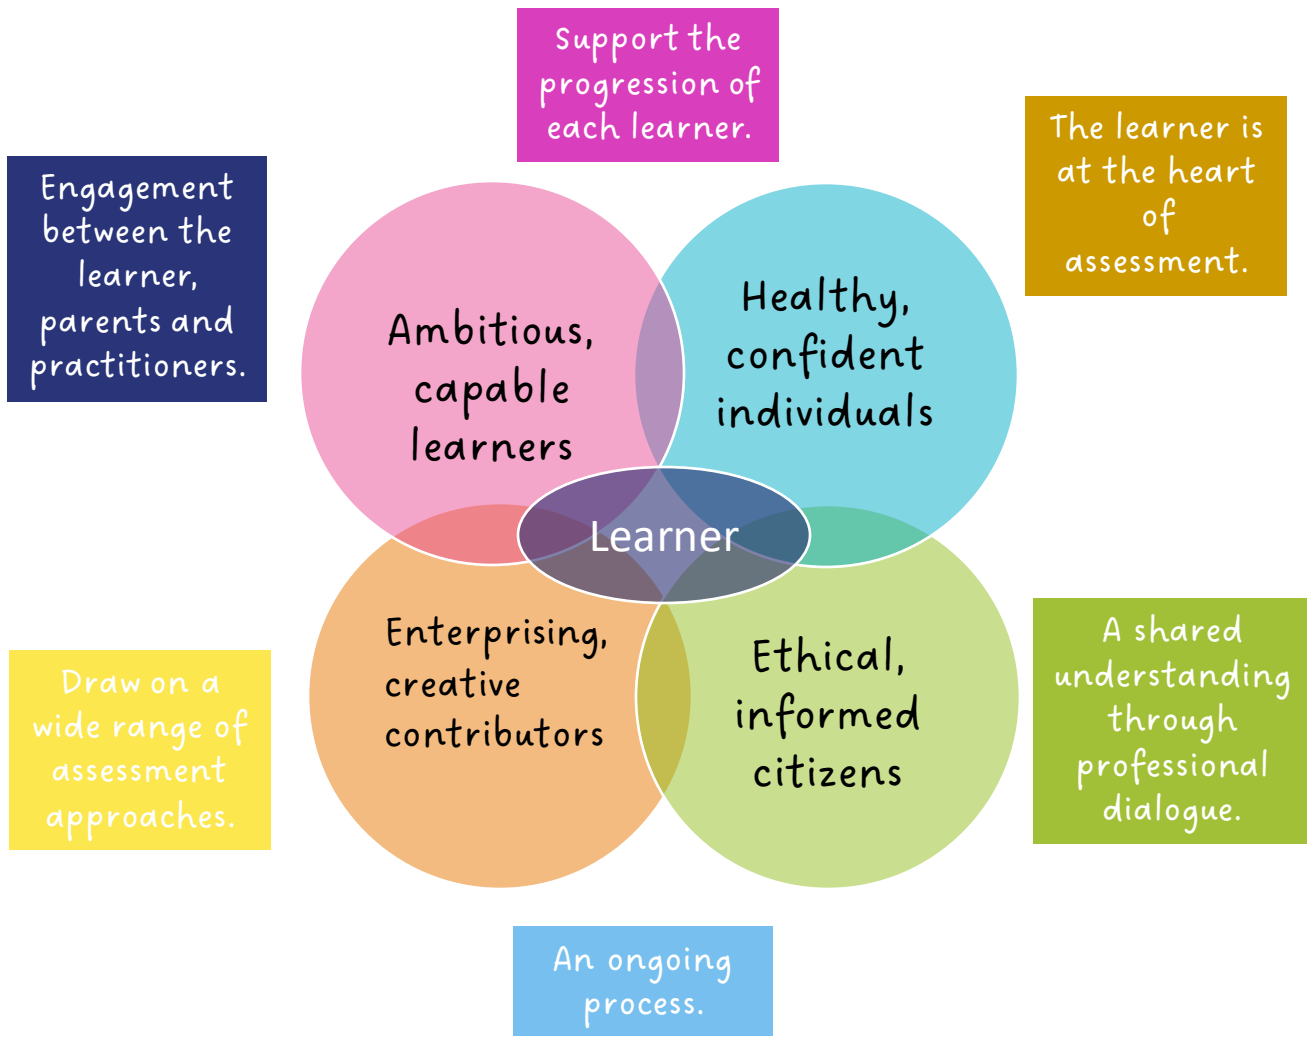 Support the
progression of
each learner.
The learner is
at the heart
of
assessment.
Engagement
between the
learner,
parents and
practitioners.
Ambitious,
capable
learners
Healthy,
confident
individuals
Learner
Enterprising,
creative
contributors
Ethical,
informed
citizens
Draw on a
wide range of
assessment
approaches.
A shared
understanding
through
professional
dialogue.
An ongoing
process.